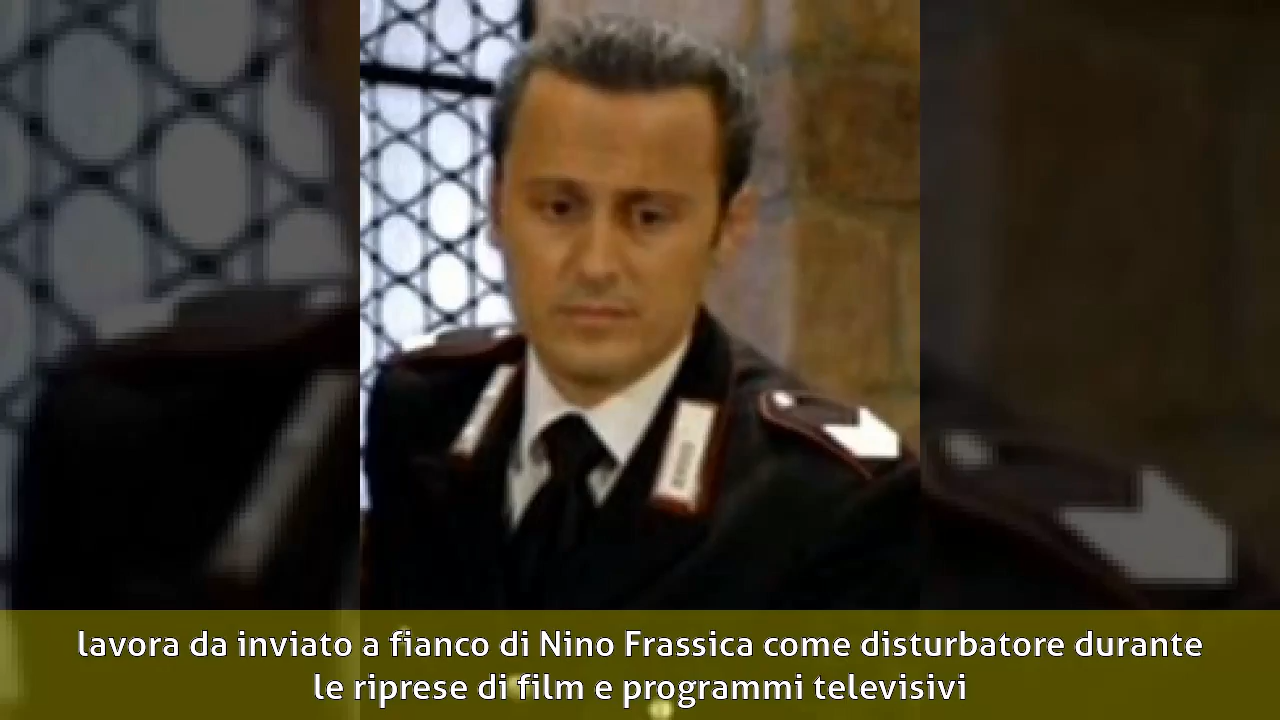 lavora da inviato a fianco di Nino Frassica come disturbatore durante
le riprese di film e programmi televisivi